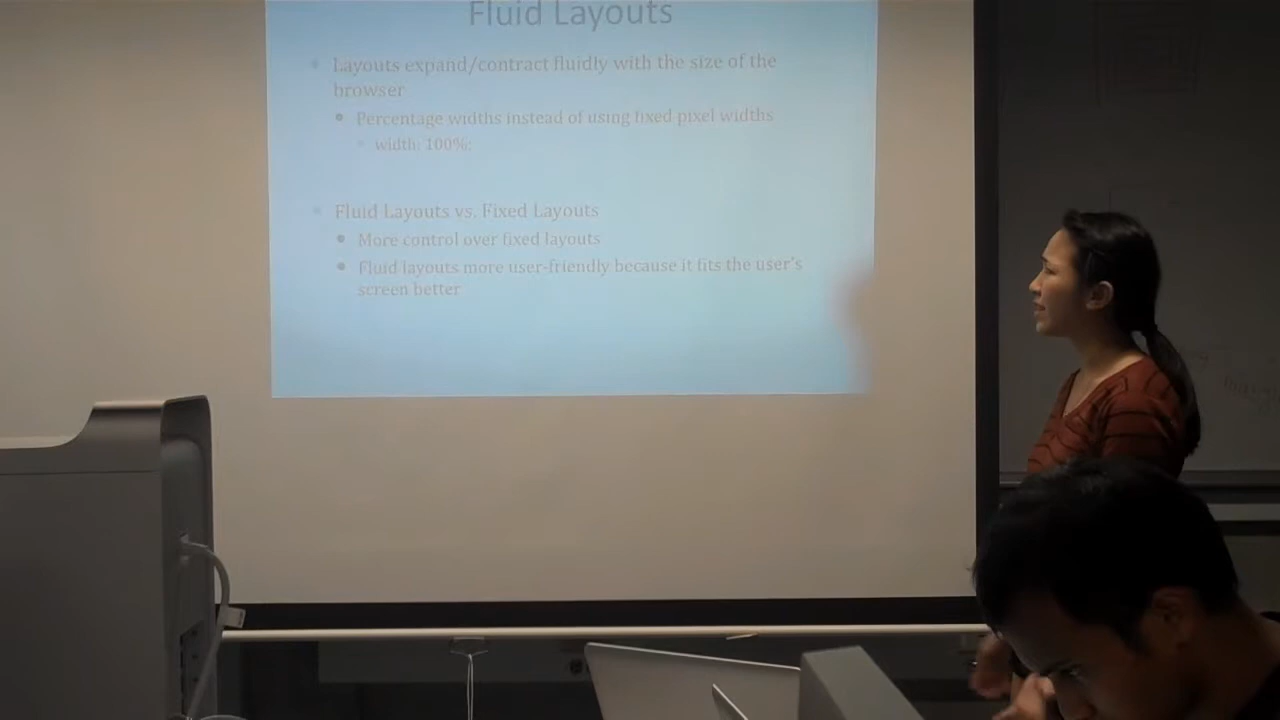 Fluid Layouts
Layouts expand/contract fluidly with the size of the
browser
Percentage widths instead of using fixed pixel widths
width: 100%;
Fluid Layouts vs. Fixed Layouts
More control over fixed layouts
Fluid layouts more user-friendly because it fits the user's
screen better